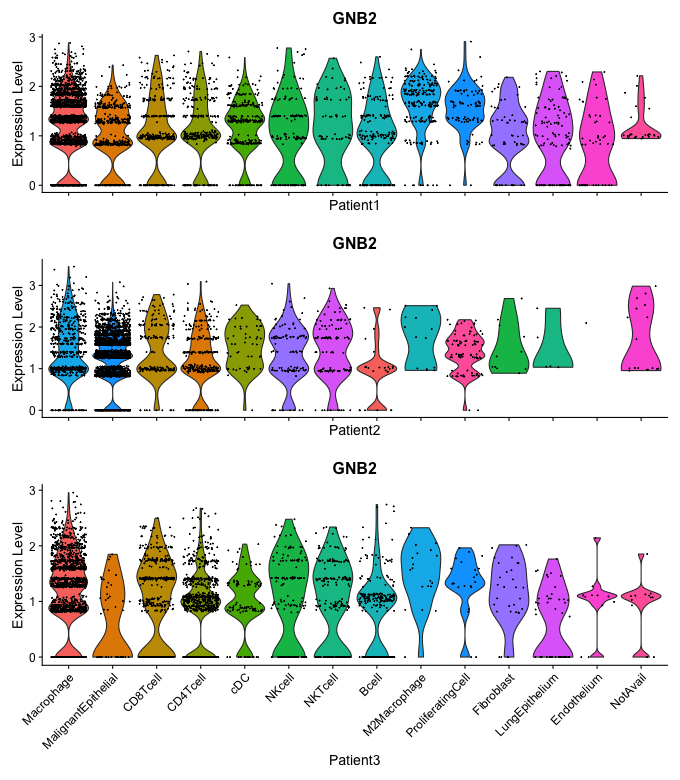 GNB2
Expression Level
3
2
1
0
Patient1
GNB2
Expression Level
3
2
1
0
Patient2
GNB2
Expression Level
3
2
1
0
Macrophage
MalignantEpithelial
CD8Tcell
CD4Tcell
cDC
NKcell
NKTcell
Bcell
M2Macrophage
ProliferatingCell
Fibroblast
LungEpithelium
Endothelium
NotAvail
Patient3